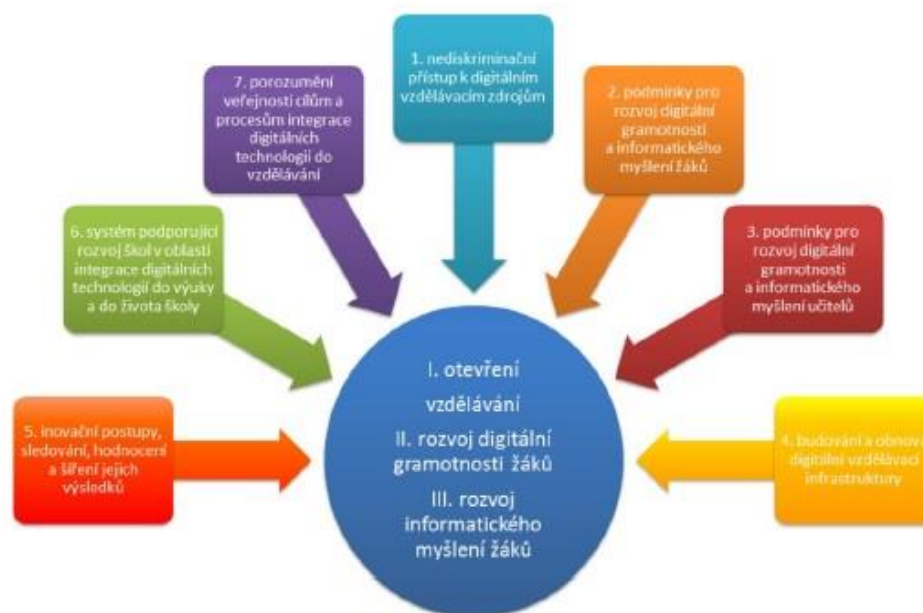 1. nediskriminační
přístup k digitálním
vzdělávacím zdrojům
2. podmínky pro
rozvoj digitální
gramotnosti
a informatického
myšlení žáků
3. podmínky pro
rozvoj digitální
gramotnosti
a informatického
myšlení učitelů
4. budování a obnova
digitální vzdělávací
infrastruktury
5. inovační postupy,
sledování, hodnocení
a šíření jejich
výsledků
6. systém podporující
rozvoj škol v oblasti
integrace digitálních
technologií do výuky
a do života školy
7. porozumění
veřejnosti cílům a
procesům integrace
digitálních
technologií do
vzdělávání
I. otevření
vzdělávání
II. rozvoj digitální
gramotnosti žáků
III. rozvoj
informatického
myšlení žáků